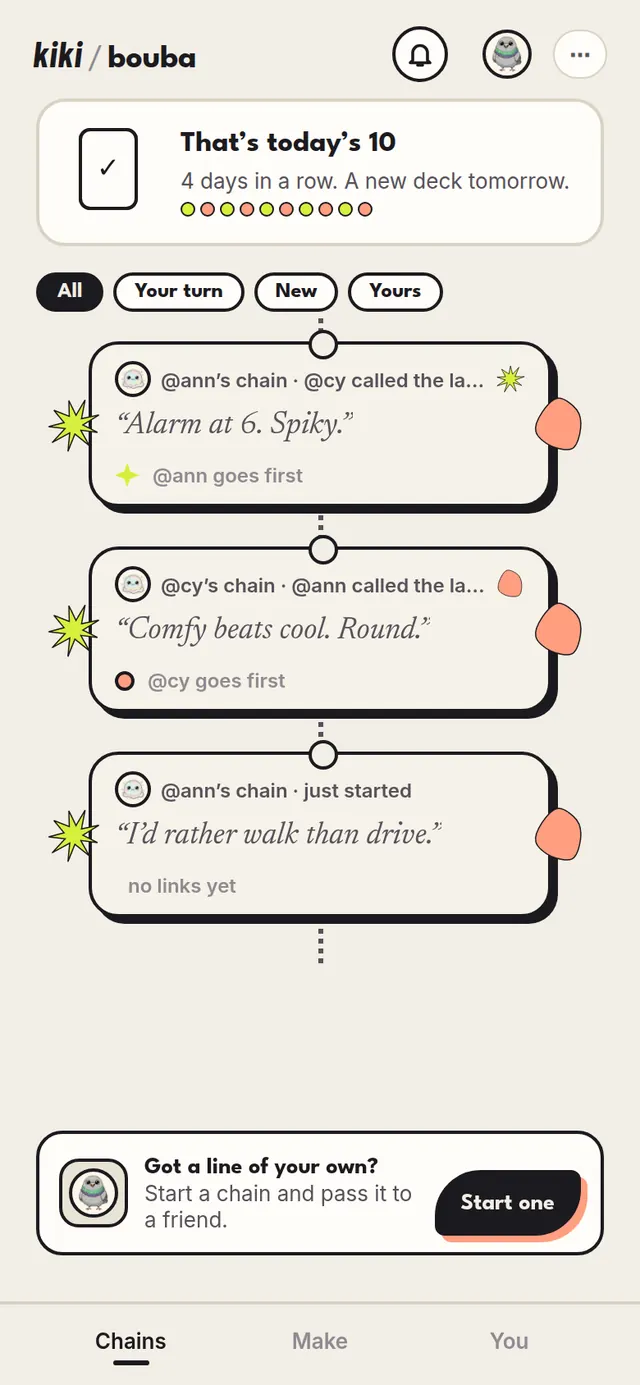 kiki / bouba
That’s today’s 10
4 days in a row. A new deck tomorrow.
All
Your turn
New
Yours
@ann’s chain · @cy called the la...
“Alarm at 6. Spiky.”
@ann goes first
@cy’s chain · @ann called the la...
“Comfy beats cool. Round.”
@cy goes first
@ann’s chain · just started
“I’d rather walk than drive.”
no links yet
Got a line of your own?
Start a chain and pass it to
a friend.
Start one
Chains
Make
You